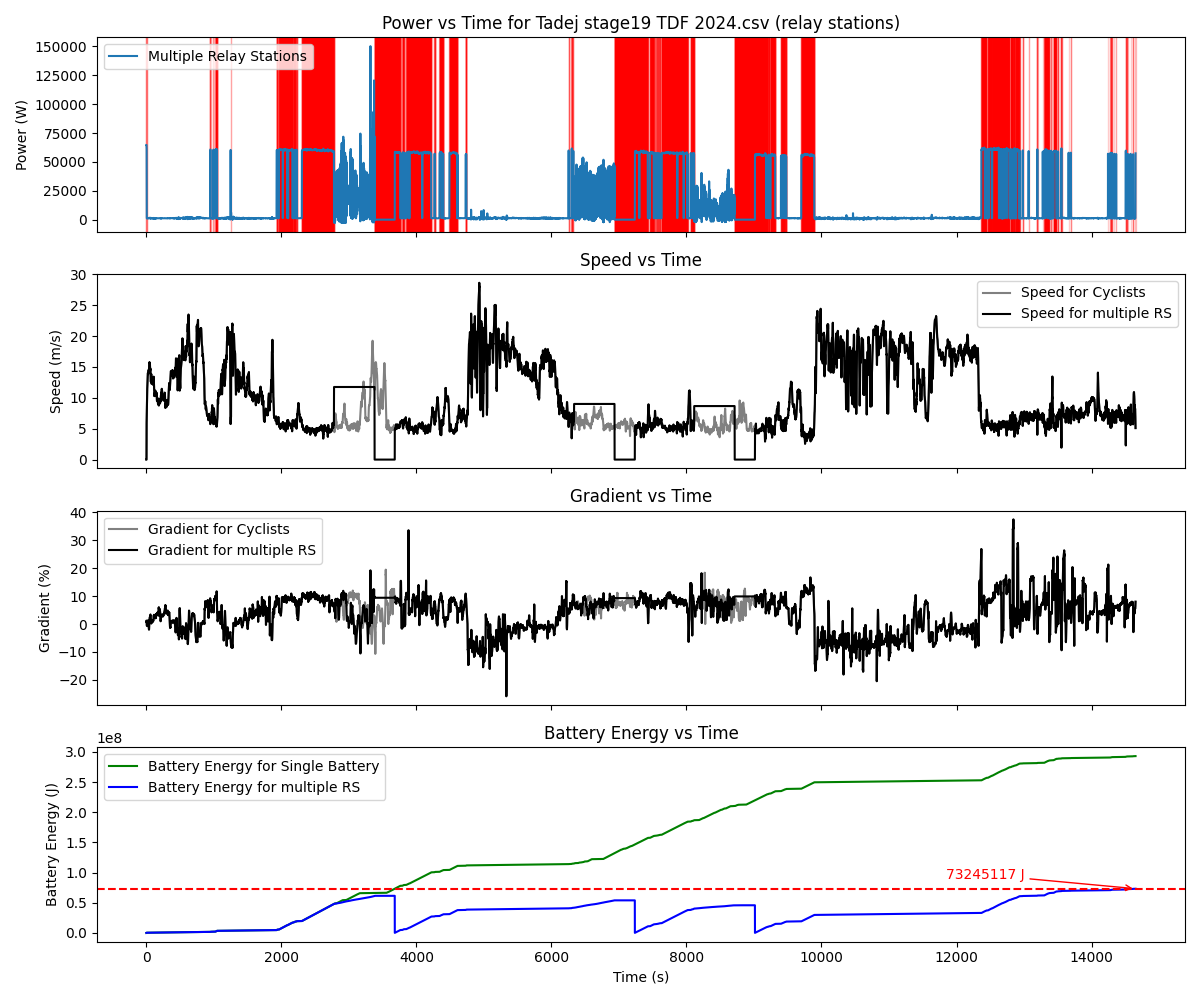 Power vs Time for Tadej stage19 TDF 2024.csv (relay stations)
Power (W)
150000
125000
100000
75000
50000
25000
0
Multiple Relay Stations
Speed vs Time
Speed (m/s)
30
25
20
15
10
5
0
Speed for Cyclists
Speed for multiple RS
Gradient vs Time
Gradient (%)
40
30
20
10
0
−10
−20
Gradient for Cyclists
Gradient for multiple RS
Battery Energy vs Time
1e8
Battery Energy (J)
3.0
2.5
2.0
1.5
1.0
0.5
0.0
Battery Energy for Single Battery
Battery Energy for multiple RS
73245117 J
0 2000 4000 6000 8000 10000 12000 14000
Time (s)